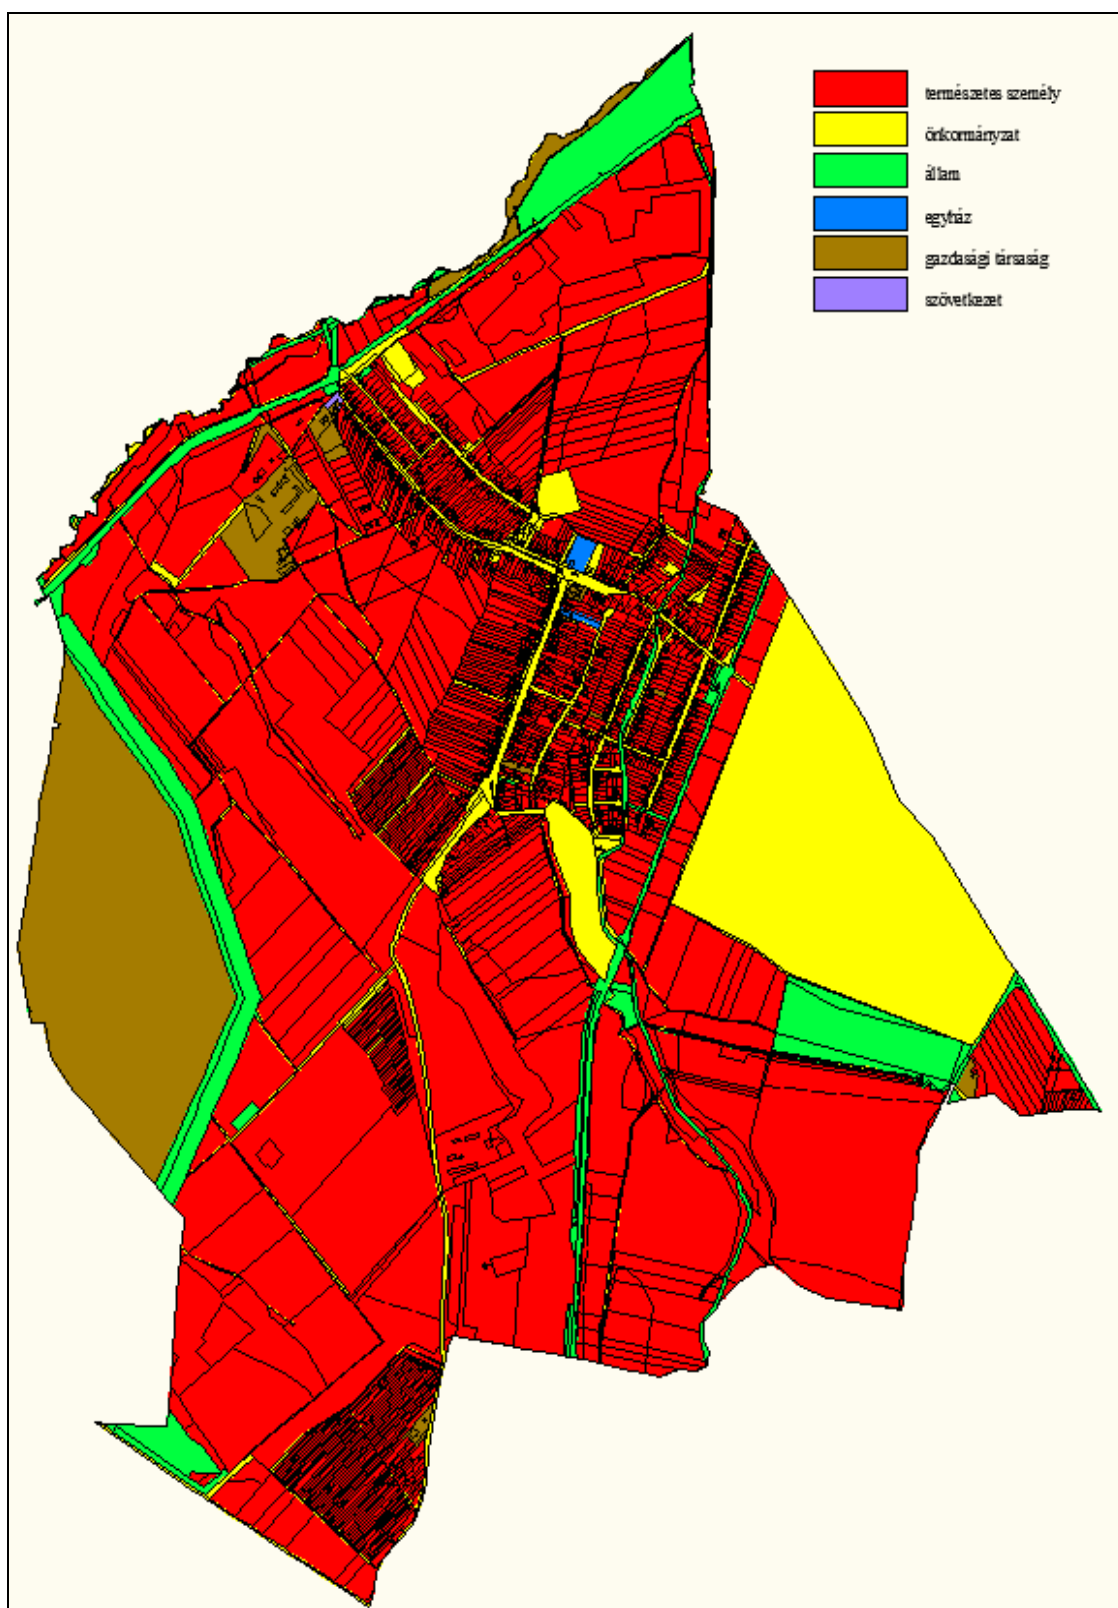 természetes személy
önkormányzat
állam
egyház
gazdasági társaság
szövetkezet